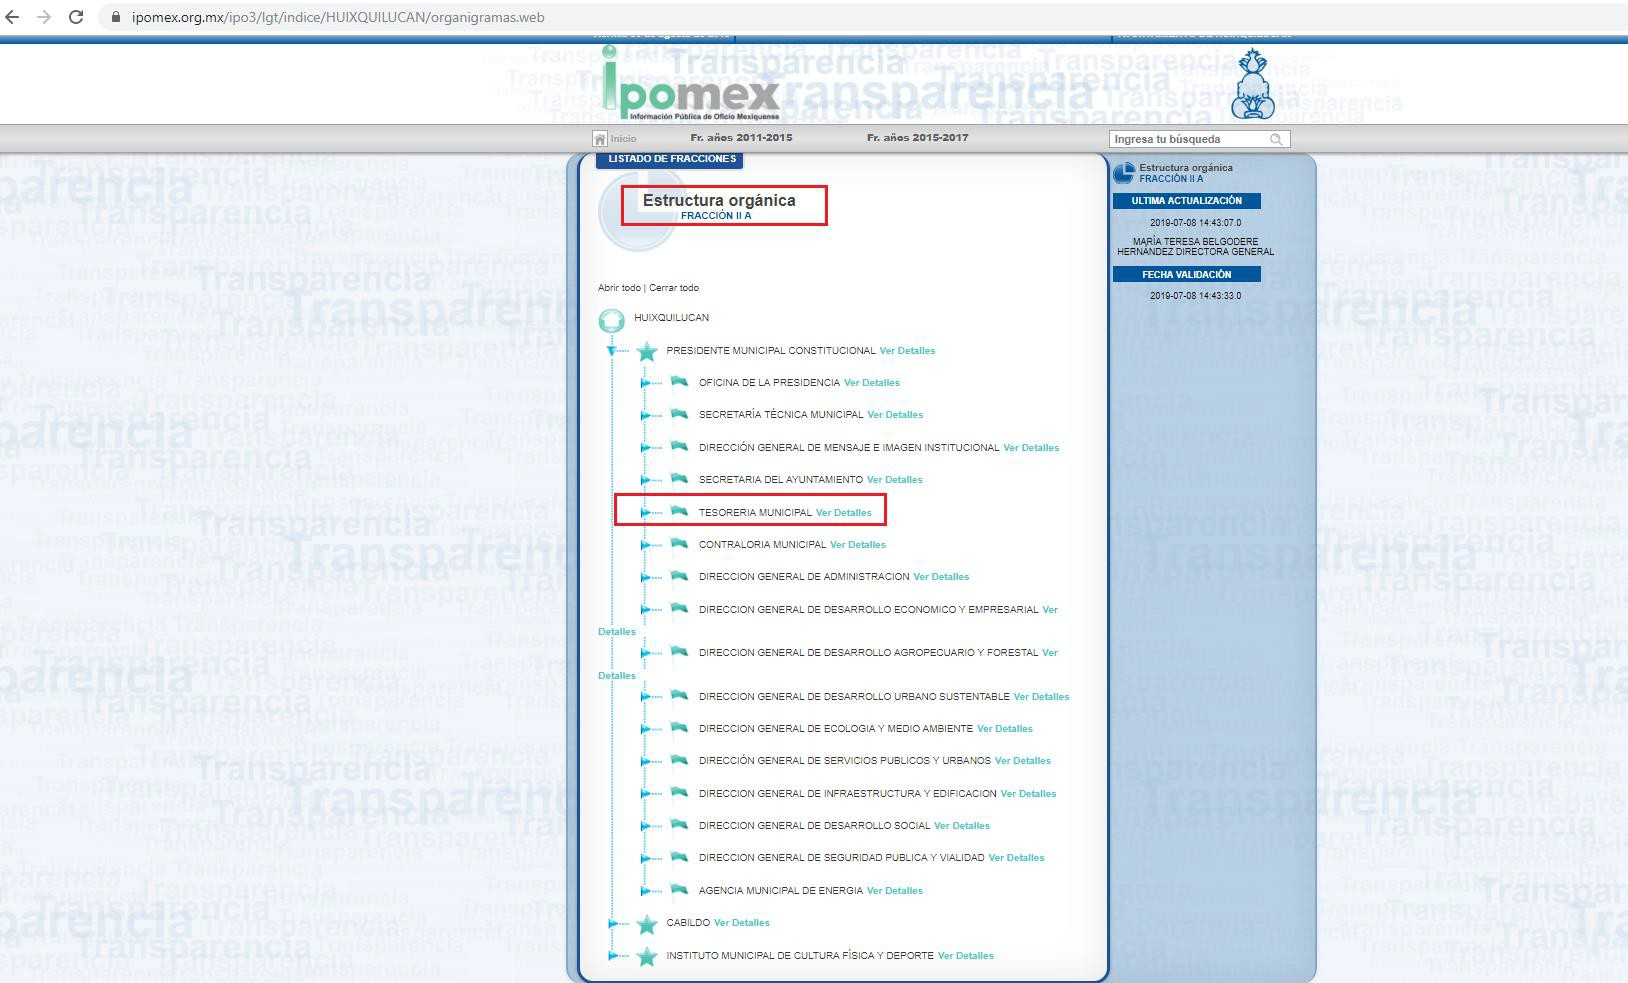 ipomex.org.mx/ipo3/lgt/indice/HUIXQUILUCAN/organigramas.web
Transparencia
ipomex
Información Pública de Oficio Mexiquense
Inicio
Fr. años 2011-2015
Fr. años 2015-2017
Ingresa tu búsqueda
LISTADO DE FRACCIONES
Estructura orgánica
FRACCIÓN II A
Abrir todo | Cerrar todo
HUIXQUILUCAN
PRESIDENTE MUNICIPAL CONSTITUCIONAL Ver Detalles
OFICINA DE LA PRESIDENCIA Ver Detalles
SECRETARÍA TÉCNICA MUNICIPAL Ver Detalles
DIRECCIÓN GENERAL DE MENSAJE E IMAGEN INSTITUCIONAL Ver Detalles
SECRETARIA DEL AYUNTAMIENTO Ver Detalles
TESORERIA MUNICIPAL Ver Detalles
CONTRALORIA MUNICIPAL Ver Detalles
DIRECCION GENERAL DE ADMINISTRACION Ver Detalles
DIRECCION GENERAL DE DESARROLLO ECONOMICO Y EMPRESARIAL Ver
Detalles
DIRECCION GENERAL DE DESARROLLO AGROPECUARIO Y FORESTAL Ver
Detalles
DIRECCION GENERAL DE DESARROLLO URBANO SUSTENTABLE Ver Detalles
DIRECCION GENERAL DE ECOLOGIA Y MEDIO AMBIENTE Ver Detalles
DIRECCIÓN GENERAL DE SERVICIOS PUBLICOS Y URBANOS Ver Detalles
DIRECCION GENERAL DE INFRAESTRUCTURA Y EDIFICACION Ver Detalles
DIRECCION GENERAL DE DESARROLLO SOCIAL Ver Detalles
DIRECCION GENERAL DE SEGURIDAD PUBLICA Y VIALIDAD Ver Detalles
AGENCIA MUNICIPAL DE ENERGIA Ver Detalles
CABILDO Ver Detalles
INSTITUTO MUNICIPAL DE CULTURA FÍSICA Y DEPORTE Ver Detalles
Estructura orgánica
FRACCIÓN II A
ULTIMA ACTUALIZACIÓN
2019-07-08 14:43:07.0
MARÍA TERESA BELGODERE
HERNÁNDEZ DIRECTORA GENERAL
FECHA VALIDACIÓN
2019-07-08 14:43:33.0